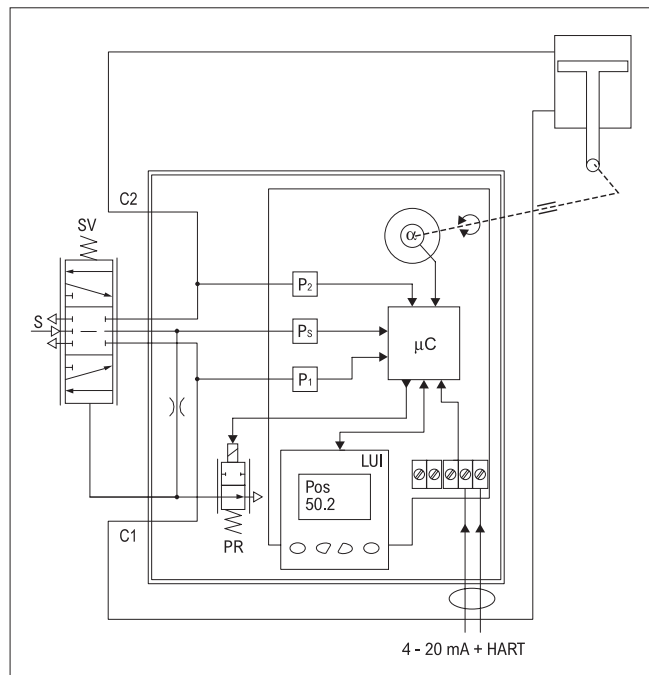 C2
SV
S
α
P2
PS
P1
μC
LUI
Pos
50.2
PR
C1
4 - 20 mA + HART